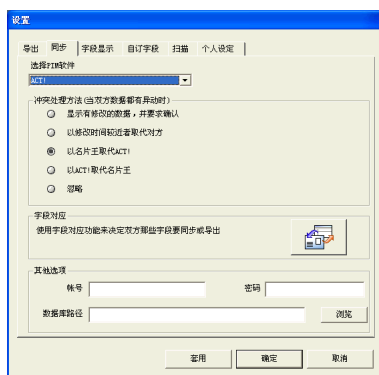 设置
导出 同步 字段显示 自订字段 扫描 个人设定
选择PIM软件
ACT!
冲突处理方法(当双方数据都有异动时)
显示有修改的数据，并要求确认
以修改时间较近者取代对方
以名片王取代ACT!
以ACT!取代名片王
忽略
字段对应
使用字段对应功能来决定双方那些字段要同步或导出
其他选项
帐号 密码
数据库路径 浏览
套用 确定 取消